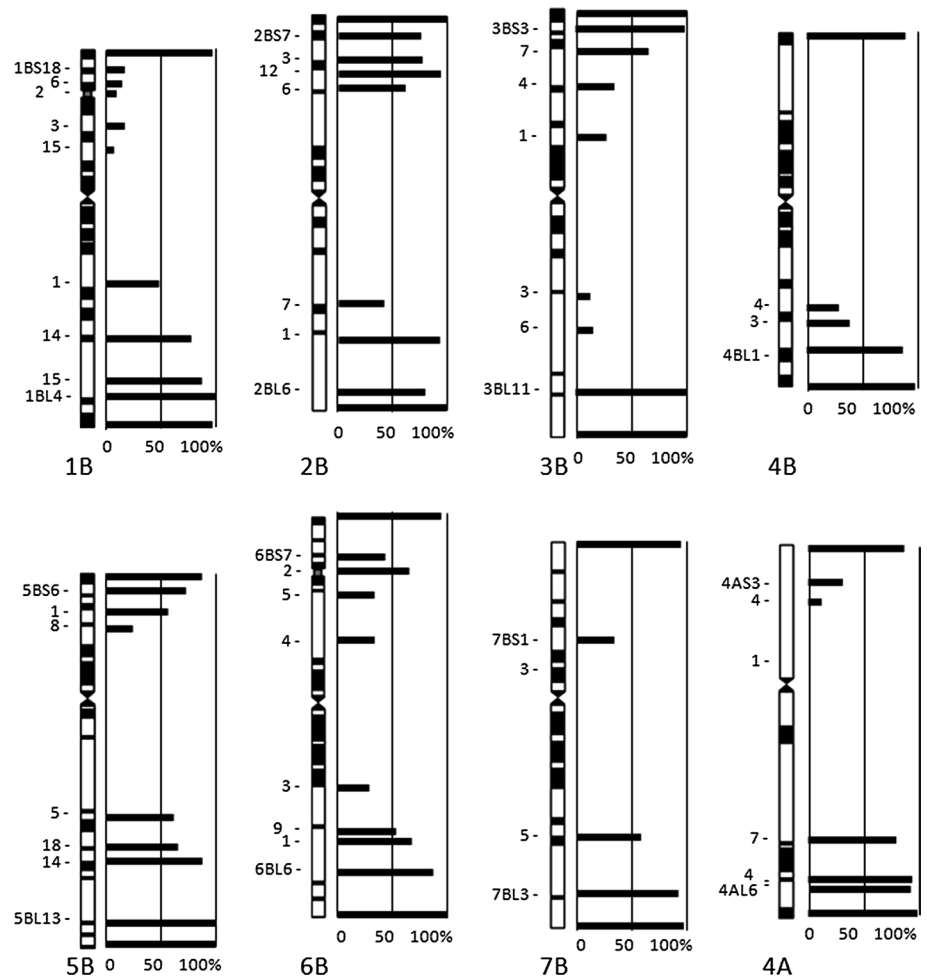 1BS18 -
6 -
2 -
3 -
15 -
1 -
14 -
15 -
1BL4 -
0 50 100%
1B
2BS7 -
3 -
12 -
6 -
7 -
1 -
2BL6 -
0 50 100%
2B
3BS3 -
7 -
4 -
1 -
3 -
6 -
3BL11 -
0 50 100%
3B
4 -
3 -
4BL1 -
0 50 100%
4B
5BS6 -
1 -
8 -
5 -
18 -
14 -
5BL13 -
0 50 100%
5B
6BS7 -
2 -
5 -
4 -
3 -
9 -
1 -
6BL6 -
0 50 100%
6B
7BS1 -
3 -
5 -
7BL3 -
0 50 100%
7B
4AS3 -
4 -
1 -
7 -
4 -
4AL6 -
0 50 100%
4A